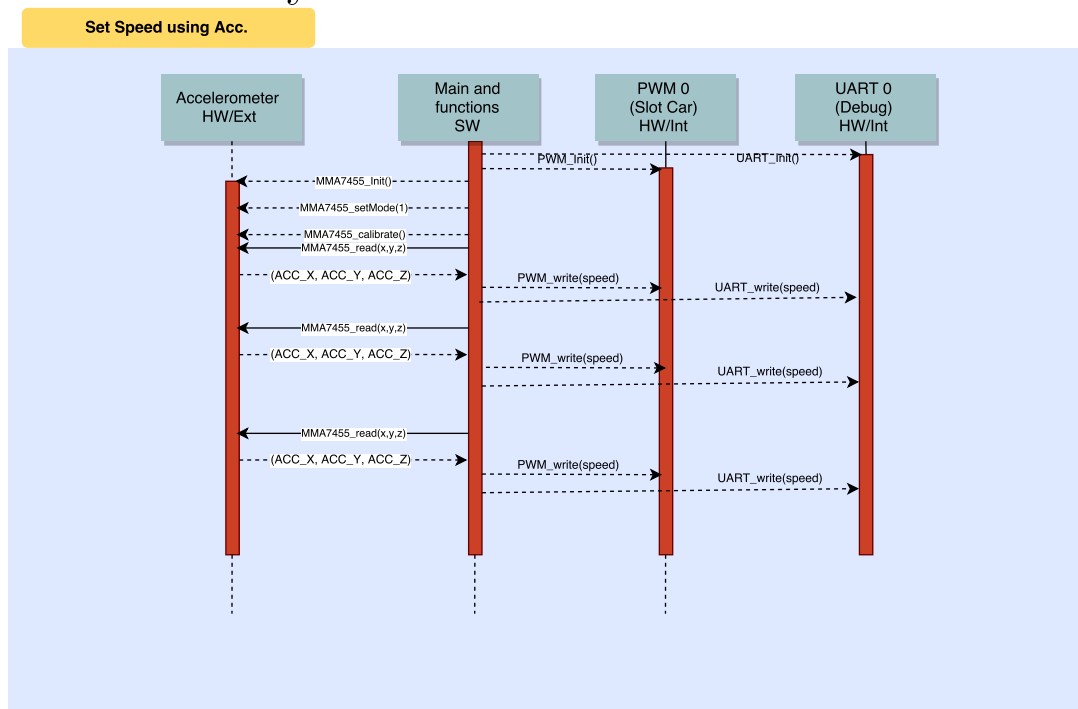 y
Set Speed using Acc.
Accelerometer
HW/Ext
Main and
functions
SW
PWM 0
(Slot Car)
HW/Int
UART 0
(Debug)
HW/Int
PWM_Init()
UART_Init()
MMA7455_Init()
MMA7455_setMode(1)
MMA7455_calibrate()
MMA7455_read(x,y,z)
(ACC_X, ACC_Y, ACC_Z)
PWM_write(speed)
UART_write(speed)
MMA7455_read(x,y,z)
(ACC_X, ACC_Y, ACC_Z)
PWM_write(speed)
UART_write(speed)
MMA7455_read(x,y,z)
(ACC_X, ACC_Y, ACC_Z)
PWM_write(speed)
UART_write(speed)